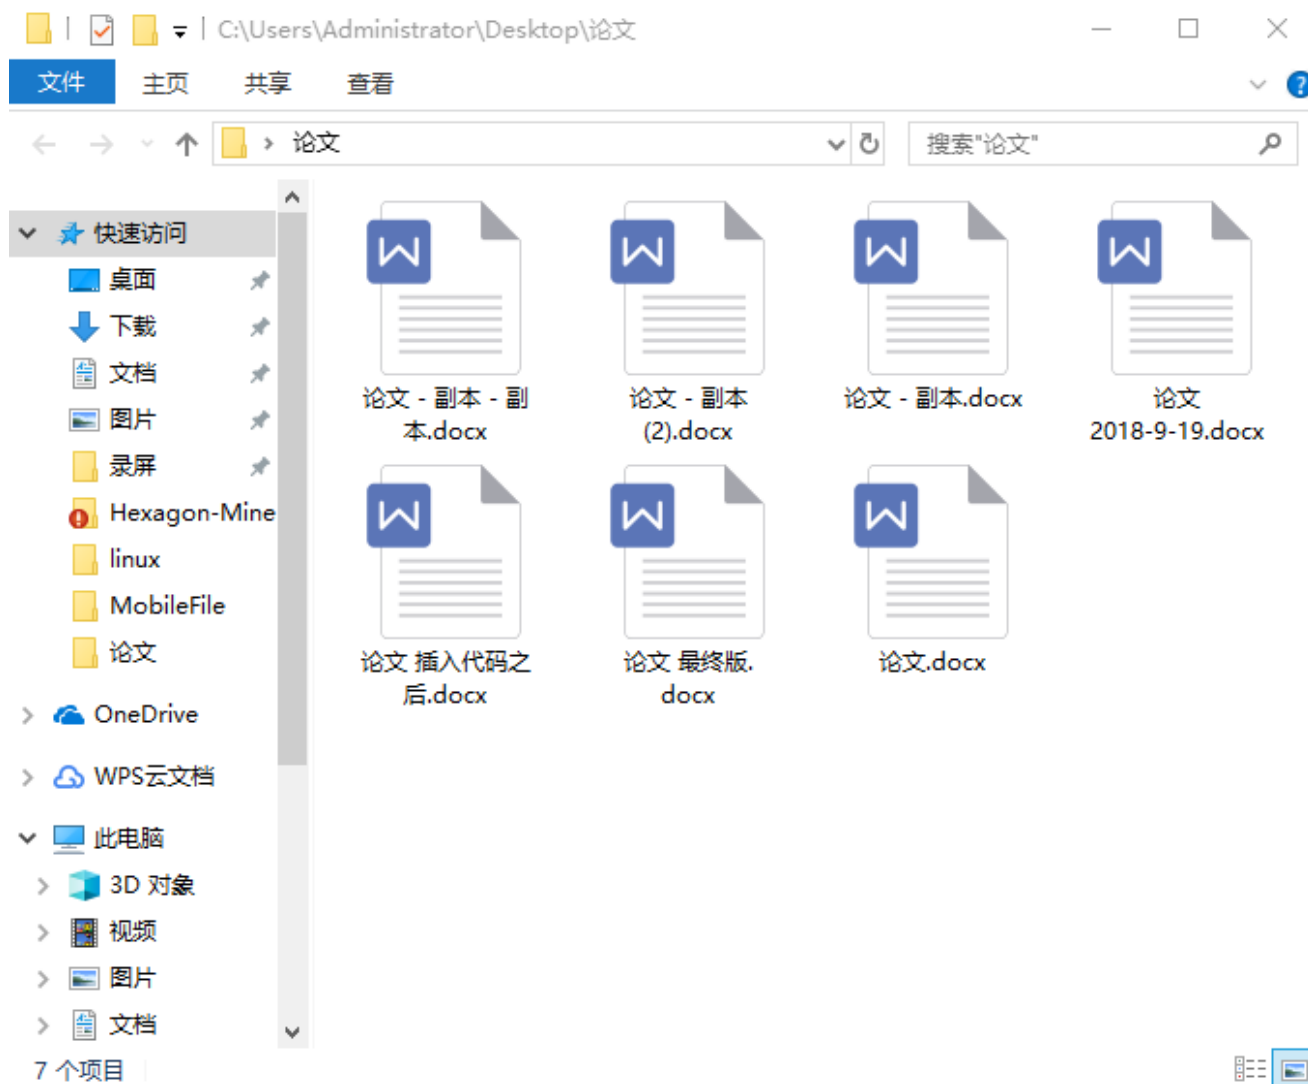 C:\Users\Administrator\Desktop\论文
文件 主页 共享 查看
论文
搜索"论文"
快速访问
桌面
下载
文档
图片
录屏
Hexagon-Mine
linux
MobileFile
论文
OneDrive
WPS云文档
此电脑
3D 对象
视频
图片
文档
论文 - 副本 - 副
本.docx
论文 - 副本
(2).docx
论文 - 副本.docx
论文
2018-9-19.docx
论文 插入代码之
后.docx
论文 最终版.
docx
论文.docx
7 个项目